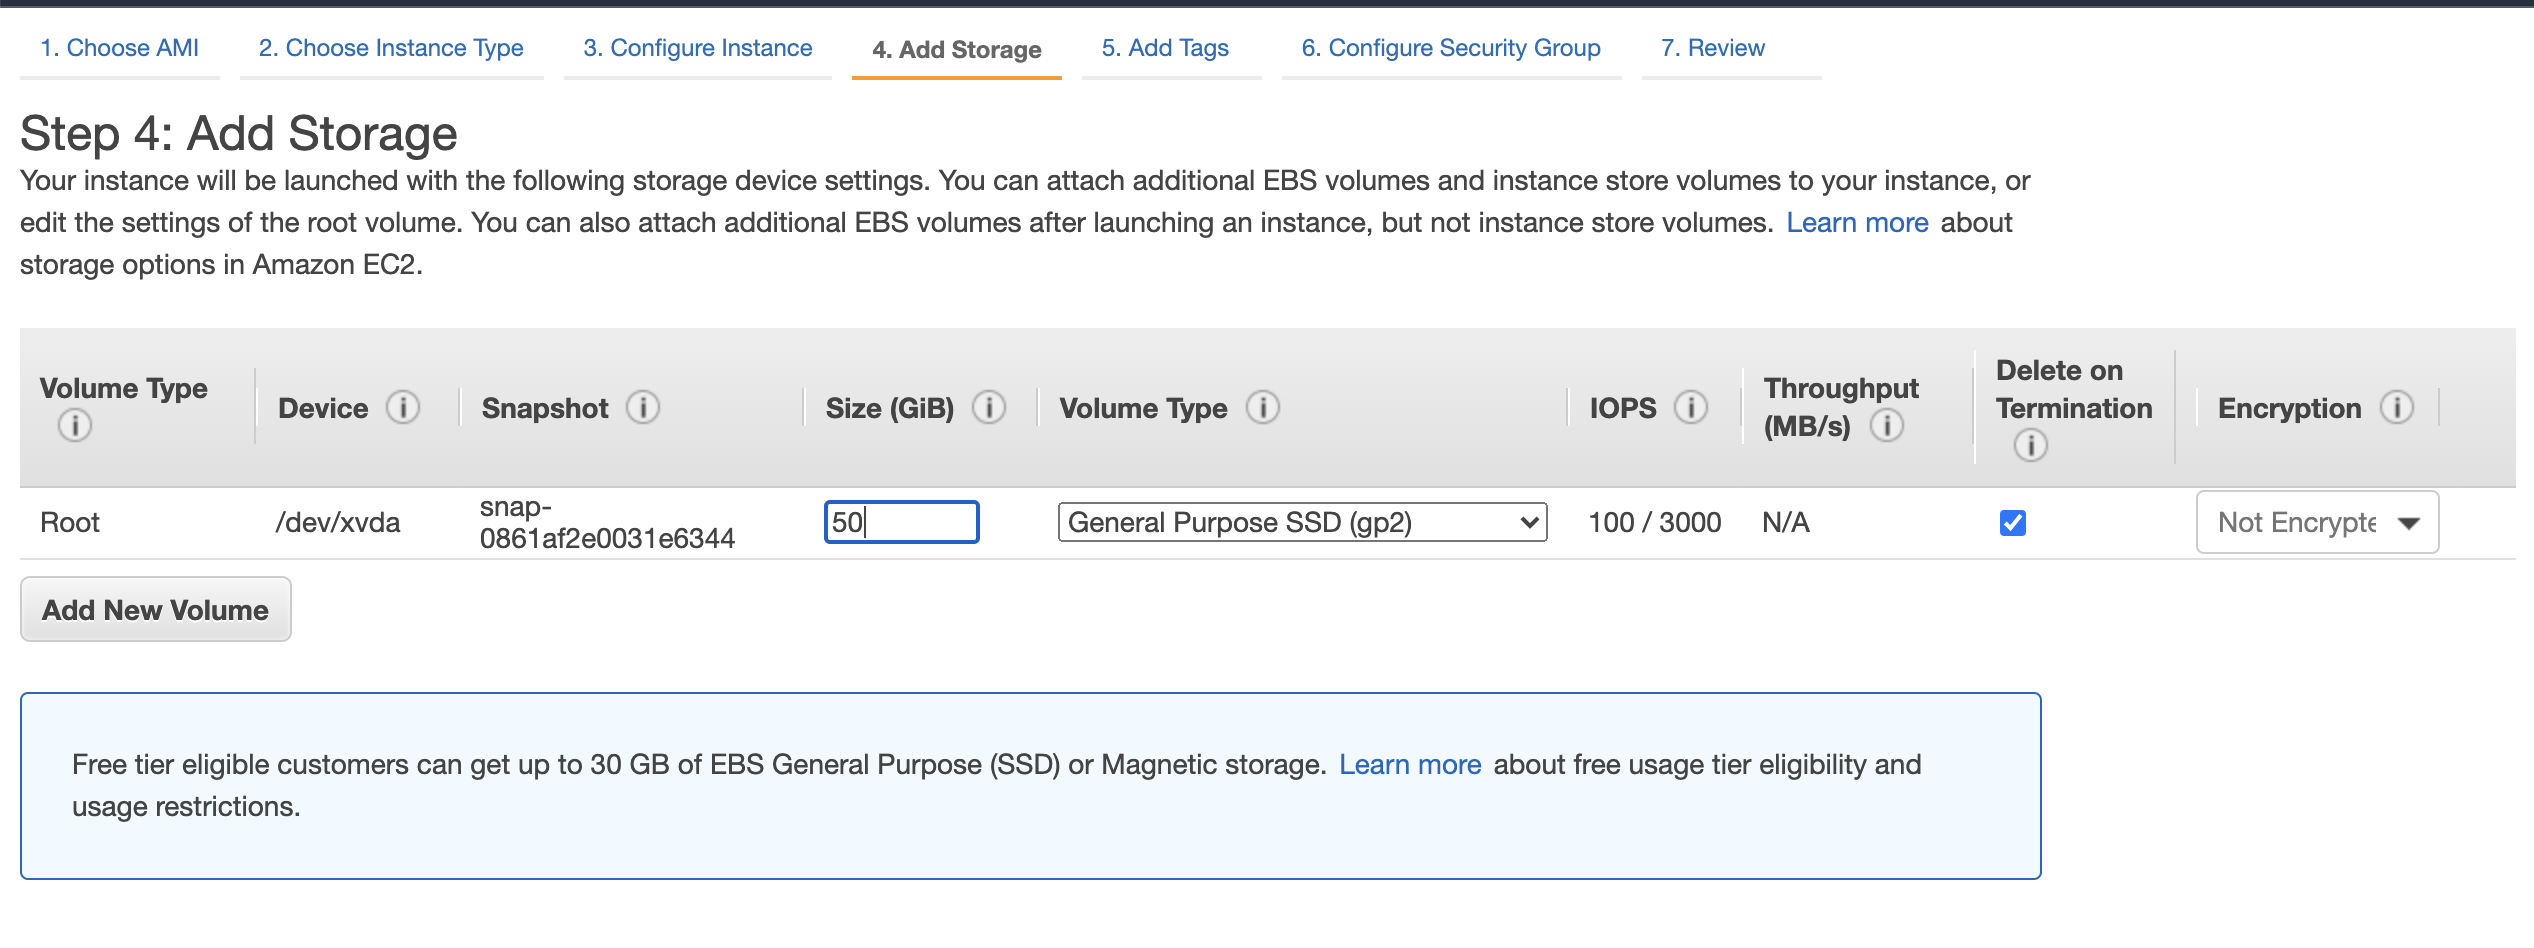 1. Choose AMI 2. Choose Instance Type 3. Configure Instance 4. Add Storage 5. Add Tags 6. Configure Security Group 7. Review
Step 4: Add Storage
Your instance will be launched with the following storage device settings. You can attach additional EBS volumes and instance store volumes to your instance, or
edit the settings of the root volume. You can also attach additional EBS volumes after launching an instance, but not instance store volumes. Learn more about
storage options in Amazon EC2.
Volume Type Device Snapshot Size (GiB) Volume Type IOPS Throughput (MB/s) Delete on Termination Encryption
Root /dev/xvda snap-0861af2e0031e6344 50 General Purpose SSD (gp2) 100 / 3000 N/A Not Encrypte
Add New Volume
Free tier eligible customers can get up to 30 GB of EBS General Purpose (SSD) or Magnetic storage. Learn more about free usage tier eligibility and
usage restrictions.